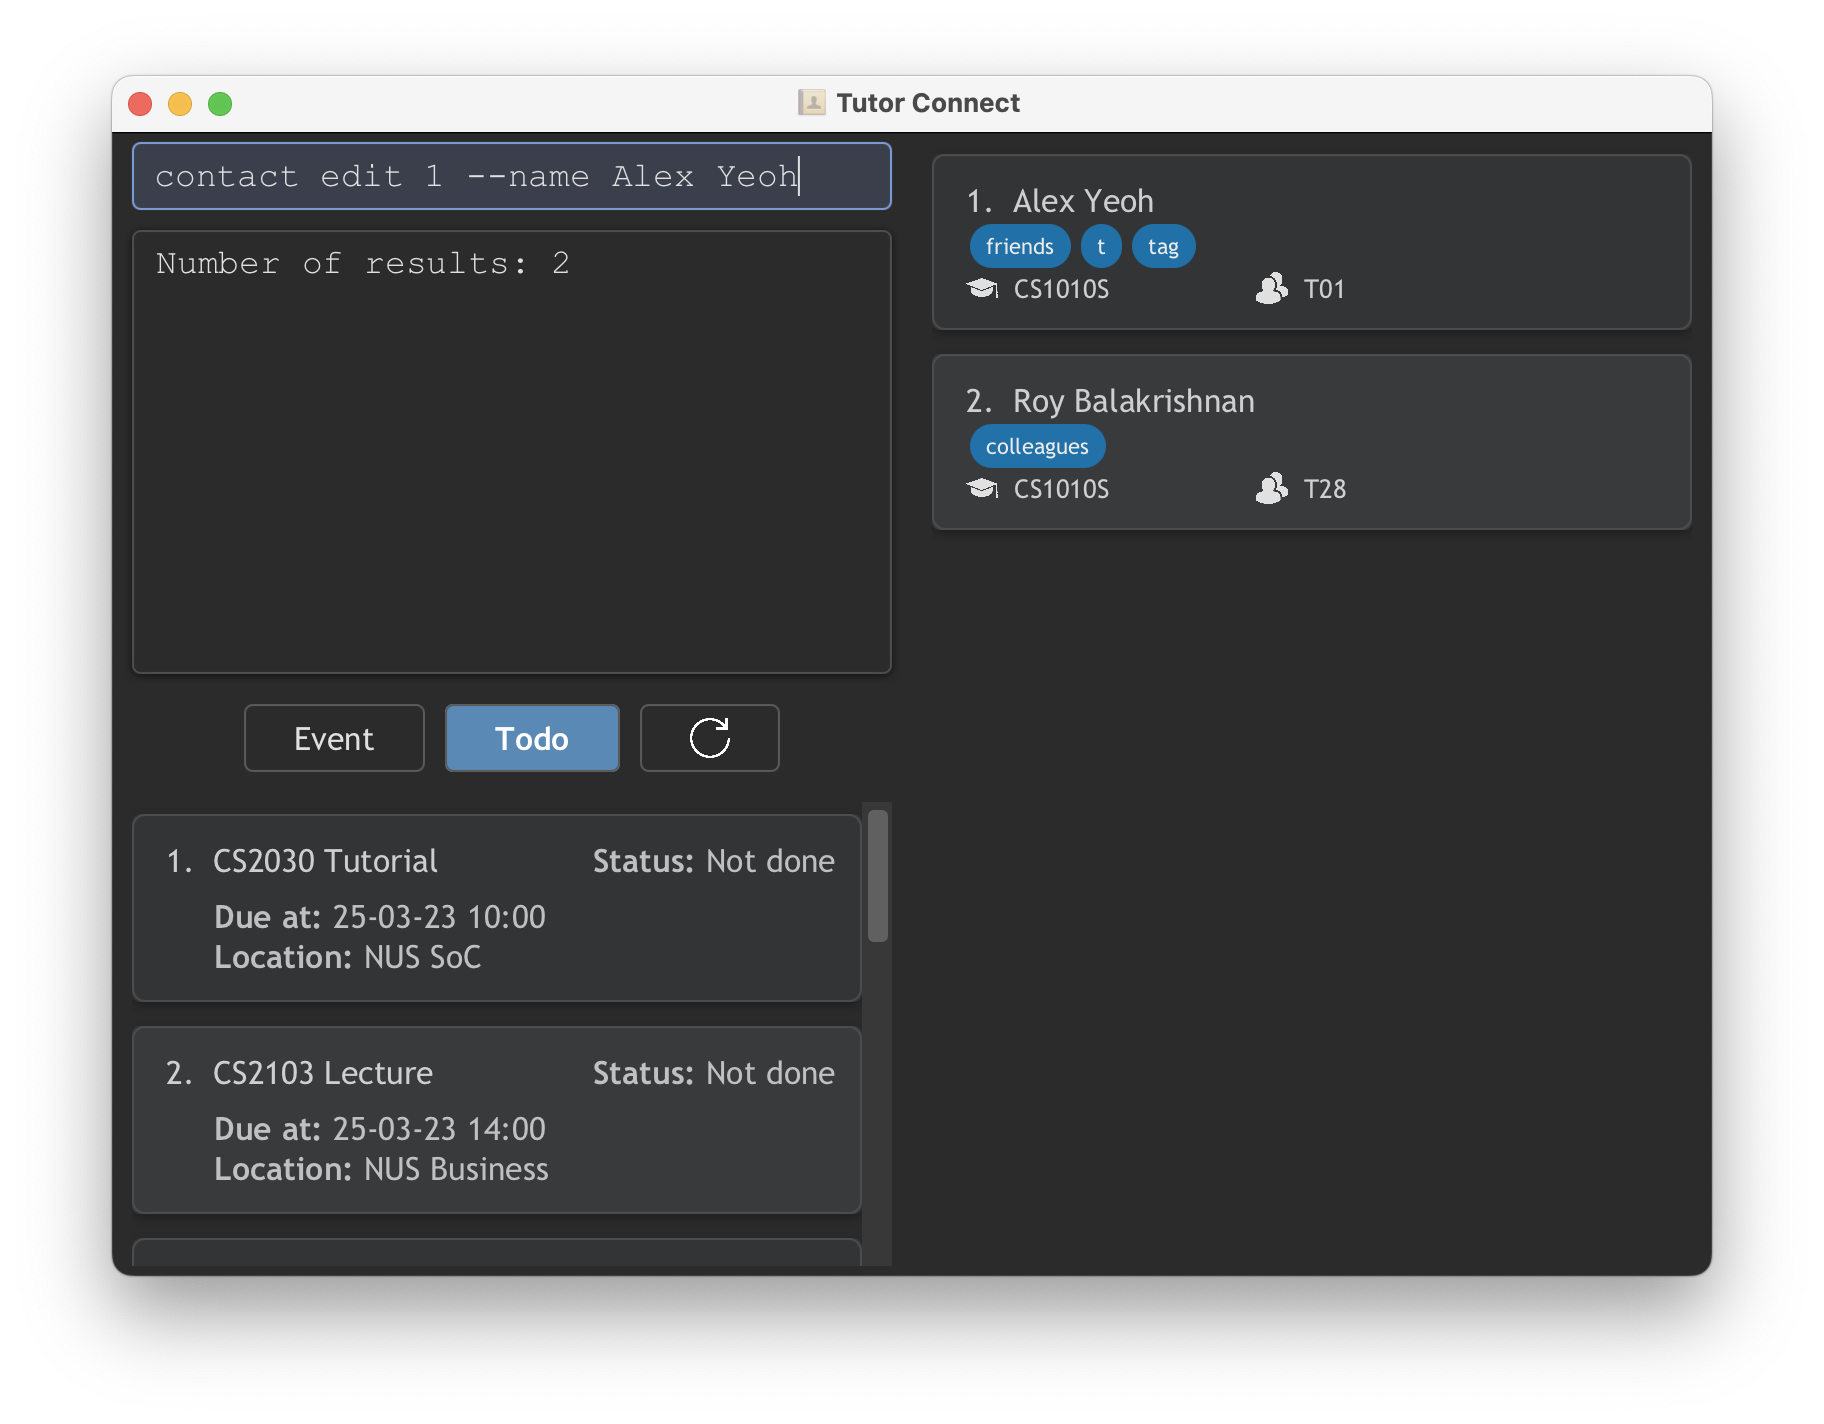 Tutor Connect
contact edit 1 --name Alex Yeoh
Number of results: 2
Event
Todo
1. CS2030 Tutorial Status: Not done
Due at: 25-03-23 10:00
Location: NUS SoC
2. CS2103 Lecture Status: Not done
Due at: 25-03-23 14:00
Location: NUS Business
1. Alex Yeoh
friends t tag
CS1010S T01
2. Roy Balakrishnan
colleagues
CS1010S T28